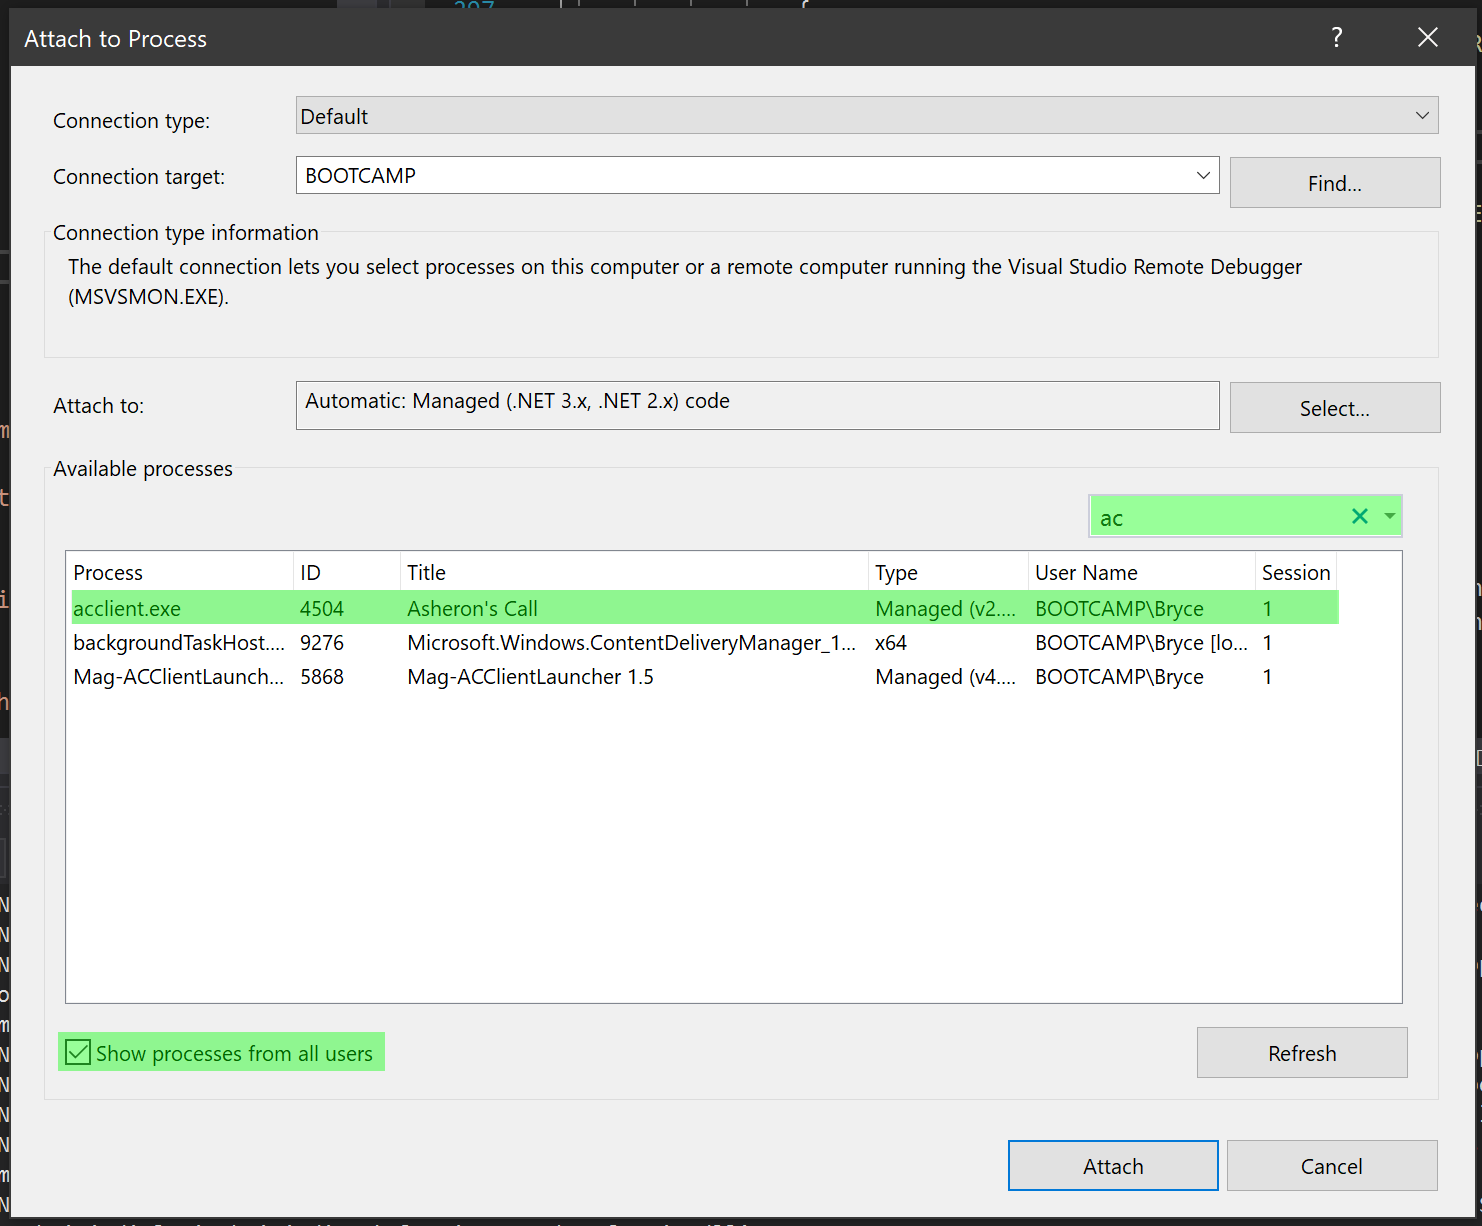 Attach to Process ?
Connection type: Default
Connection target: BOOTCAMP Find...
Connection type information
The default connection lets you select processes on this computer or a remote computer running the Visual Studio Remote Debugger
(MSVSMON.EXE).
Attach to: Automatic: Managed (.NET 3.x, .NET 2.x) code Select...
Available processes
ac
Process ID Title Type User Name Session
acclient.exe 4504 Asheron's Call Managed (v2.... BOOTCAMP\Bryce 1
backgroundTaskHost.... 9276 Microsoft.Windows.ContentDeliveryManager_1... x64 BOOTCAMP\Bryce [lo... 1
Mag-ACClientLaunch... 5868 Mag-ACClientLauncher 1.5 Managed (v4.... BOOTCAMP\Bryce 1
Show processes from all users Refresh
Attach Cancel